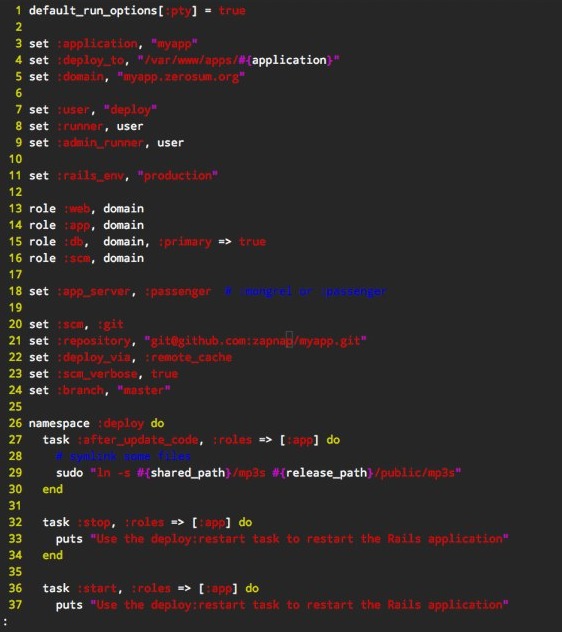 1 default_run_options[:pty] = true
2
3 set :application, "myapp"
4 set :deploy_to, "/var/www/apps/#{application}"
5 set :domain, "myapp.zerosum.org"
6
7 set :user, "deploy"
8 set :runner, user
9 set :admin_runner, user
10
11 set :rails_env, "production"
12
13 role :web, domain
14 role :app, domain
15 role :db,  domain, :primary => true
16 role :scm, domain
17
18 set :app_server, :passenger  # :mongrel or :passenger
19
20 set :scm, :git
21 set :repository, "git@github.com:zapnap/myapp.git"
22 set :deploy_via, :remote_cache
23 set :scm_verbose, true
24 set :branch, "master"
25
26 namespace :deploy do
27   task :after_update_code, :roles => [:app] do
28     # symlink some files
29     sudo "ln -s #{shared_path}/mp3s #{release_path}/public/mp3s"
30   end
31
32   task :stop, :roles => [:app] do
33     puts "Use the deploy:restart task to restart the Rails application"
34   end
35
36   task :start, :roles => [:app] do
37     puts "Use the deploy:restart task to restart the Rails application"
: